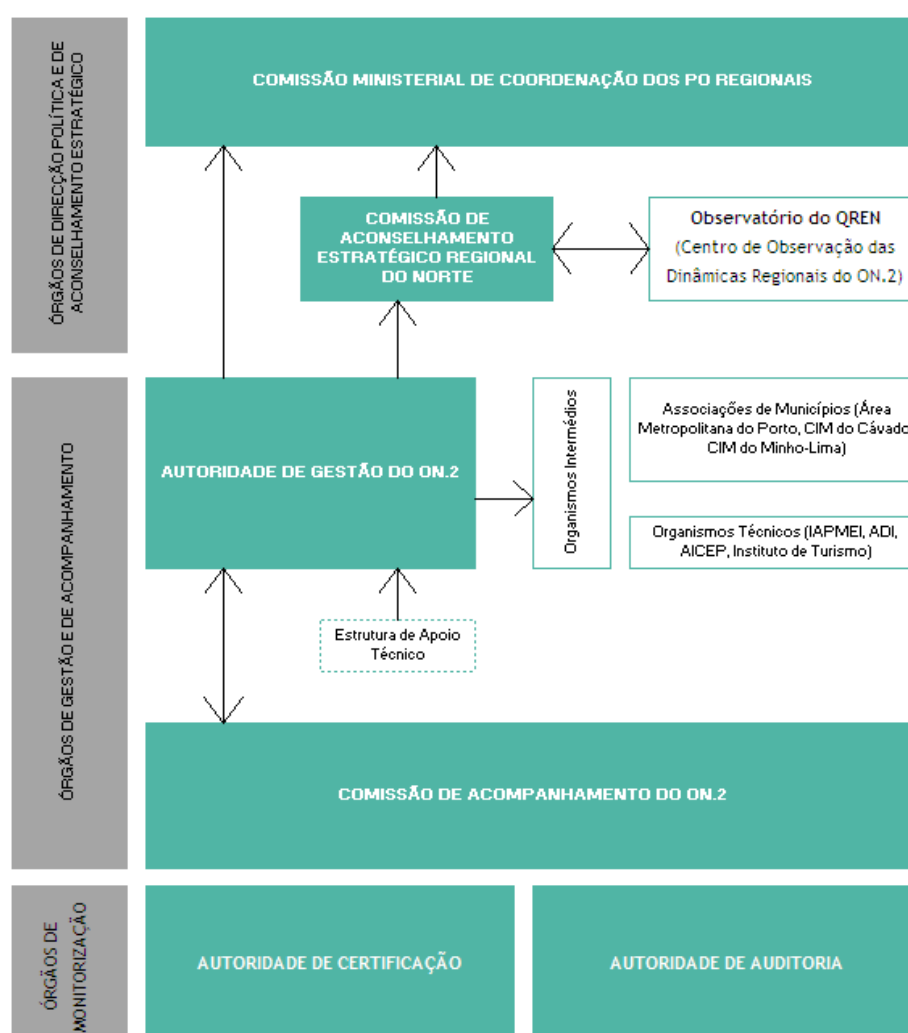 ÓRGÃOS DE DIRECÇÃO POLÍTICA E DE
ACONSELHAMENTO ESTRATÉGICO
COMISSÃO MINISTERIAL DE COORDENAÇÃO DOS PO REGIONAIS
COMISSÃO DE
ACONSELHAMENTO
ESTRATÉGICO REGIONAL
DO NORTE
Observatório do QREN
(Centro de Observação das
Dinâmicas Regionais do ON.2)
ÓRGÃOS DE GESTÃO E DE ACOMPANHAMENTO
AUTORIDADE DE GESTÃO DO ON.2
Organismos Intermédios
Associações de Municípios (Área
Metropolitana do Porto, CIM do Cávado
CIM do Minho-Lima)
Organismos Técnicos (IAPMEI, ADI,
AICEP, Instituto de Turismo)
Estrutura de Apoio
Técnico
COMISSÃO DE ACOMPANHAMENTO DO ON.2
ÓRGÃOS DE
MONITORIZAÇÃO
AUTORIDADE DE CERTIFICAÇÃO
AUTORIDADE DE AUDITORIA